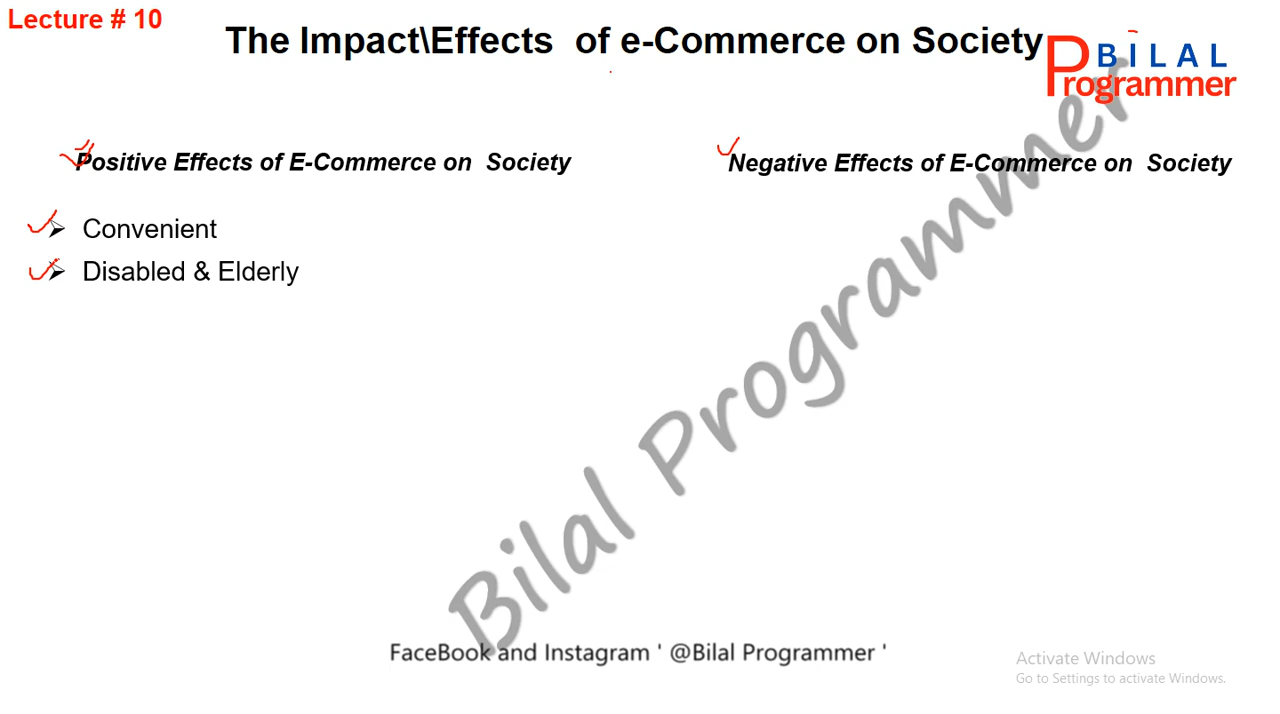 Lecture # 10
The Impact\Effects of e-Commerce on Society
BILAL
Programmer
Positive Effects of E-Commerce on Society
Negative Effects of E-Commerce on Society
Convenient
Disabled & Elderly
Bilal Programmer
FaceBook and Instagram ' @Bilal Programmer '
Activate Windows
Go to Settings to activate Windows.